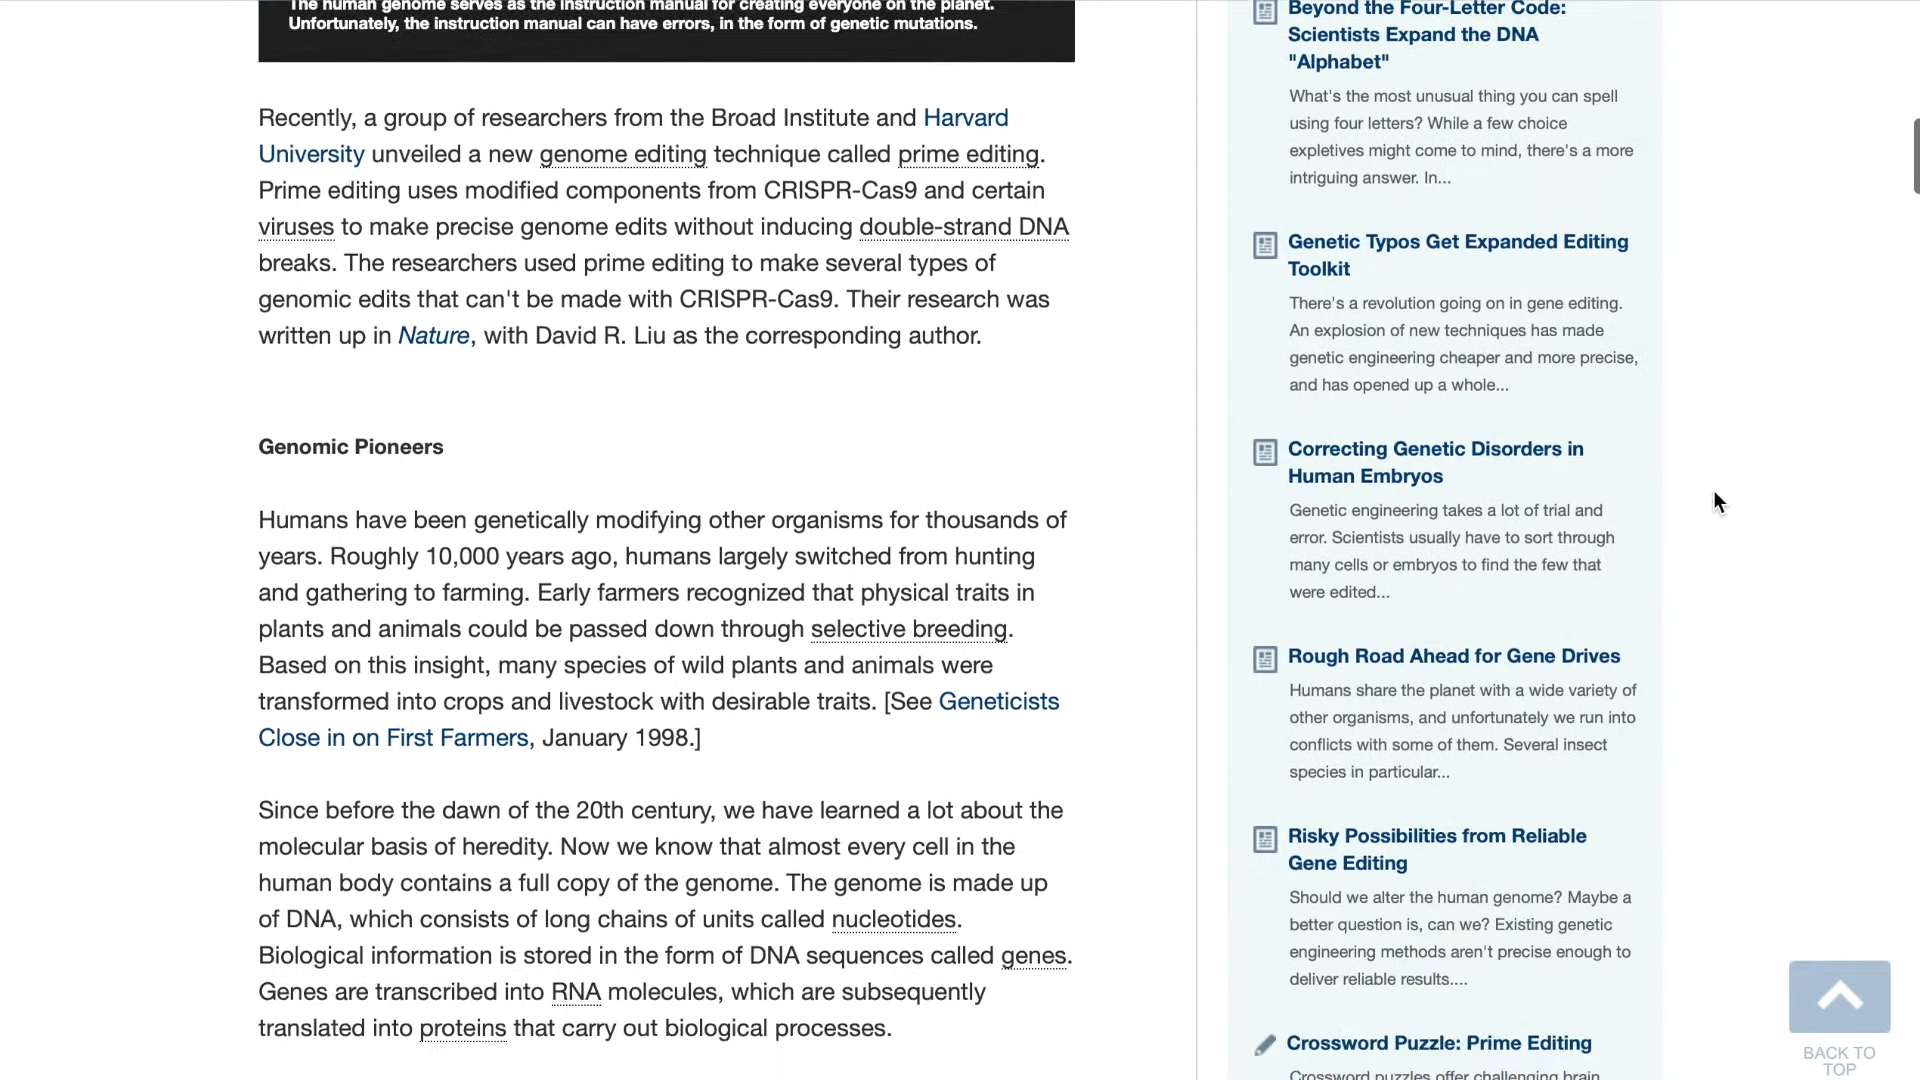 The human genome serves as the instruction manual for creating everyone on the planet.
Unfortunately, the instruction manual can have errors, in the form of genetic mutations.
Recently, a group of researchers from the Broad Institute and Harvard
University unveiled a new genome editing technique called prime editing.
Prime editing uses modified components from CRISPR-Cas9 and certain
viruses to make precise genome edits without inducing double-strand DNA
breaks. The researchers used prime editing to make several types of
genomic edits that can't be made with CRISPR-Cas9. Their research was
written up in Nature, with David R. Liu as the corresponding author.
Genomic Pioneers
Humans have been genetically modifying other organisms for thousands of
years. Roughly 10,000 years ago, humans largely switched from hunting
and gathering to farming. Early farmers recognized that physical traits in
plants and animals could be passed down through selective breeding.
Based on this insight, many species of wild plants and animals were
transformed into crops and livestock with desirable traits. [See Geneticists
Close in on First Farmers, January 1998.]
Since before the dawn of the 20th century, we have learned a lot about the
molecular basis of heredity. Now we know that almost every cell in the
human body contains a full copy of the genome. The genome is made up
of DNA, which consists of long chains of units called nucleotides.
Biological information is stored in the form of DNA sequences called genes.
Genes are transcribed into RNA molecules, which are subsequently
translated into proteins that carry out biological processes.
Beyond the Four-Letter Code:
Scientists Expand the DNA
"Alphabet"
What's the most unusual thing you can spell
using four letters? While a few choice
expletives might come to mind, there's a more
intriguing answer. In...
Genetic Typos Get Expanded Editing
Toolkit
There's a revolution going on in gene editing.
An explosion of new techniques has made
genetic engineering cheaper and more precise,
and has opened up a whole...
Correcting Genetic Disorders in
Human Embryos
Genetic engineering takes a lot of trial and
error. Scientists usually have to sort through
many cells or embryos to find the few that
were edited...
Rough Road Ahead for Gene Drives
Humans share the planet with a wide variety of
other organisms, and unfortunately we run into
conflicts with some of them. Several insect
species in particular...
Risky Possibilities from Reliable
Gene Editing
Should we alter the human genome? Maybe a
better question is, can we? Existing genetic
engineering methods aren't precise enough to
deliver reliable results....
Crossword Puzzle: Prime Editing
Crossword puzzles offer challenging brain
BACK TO
TOP